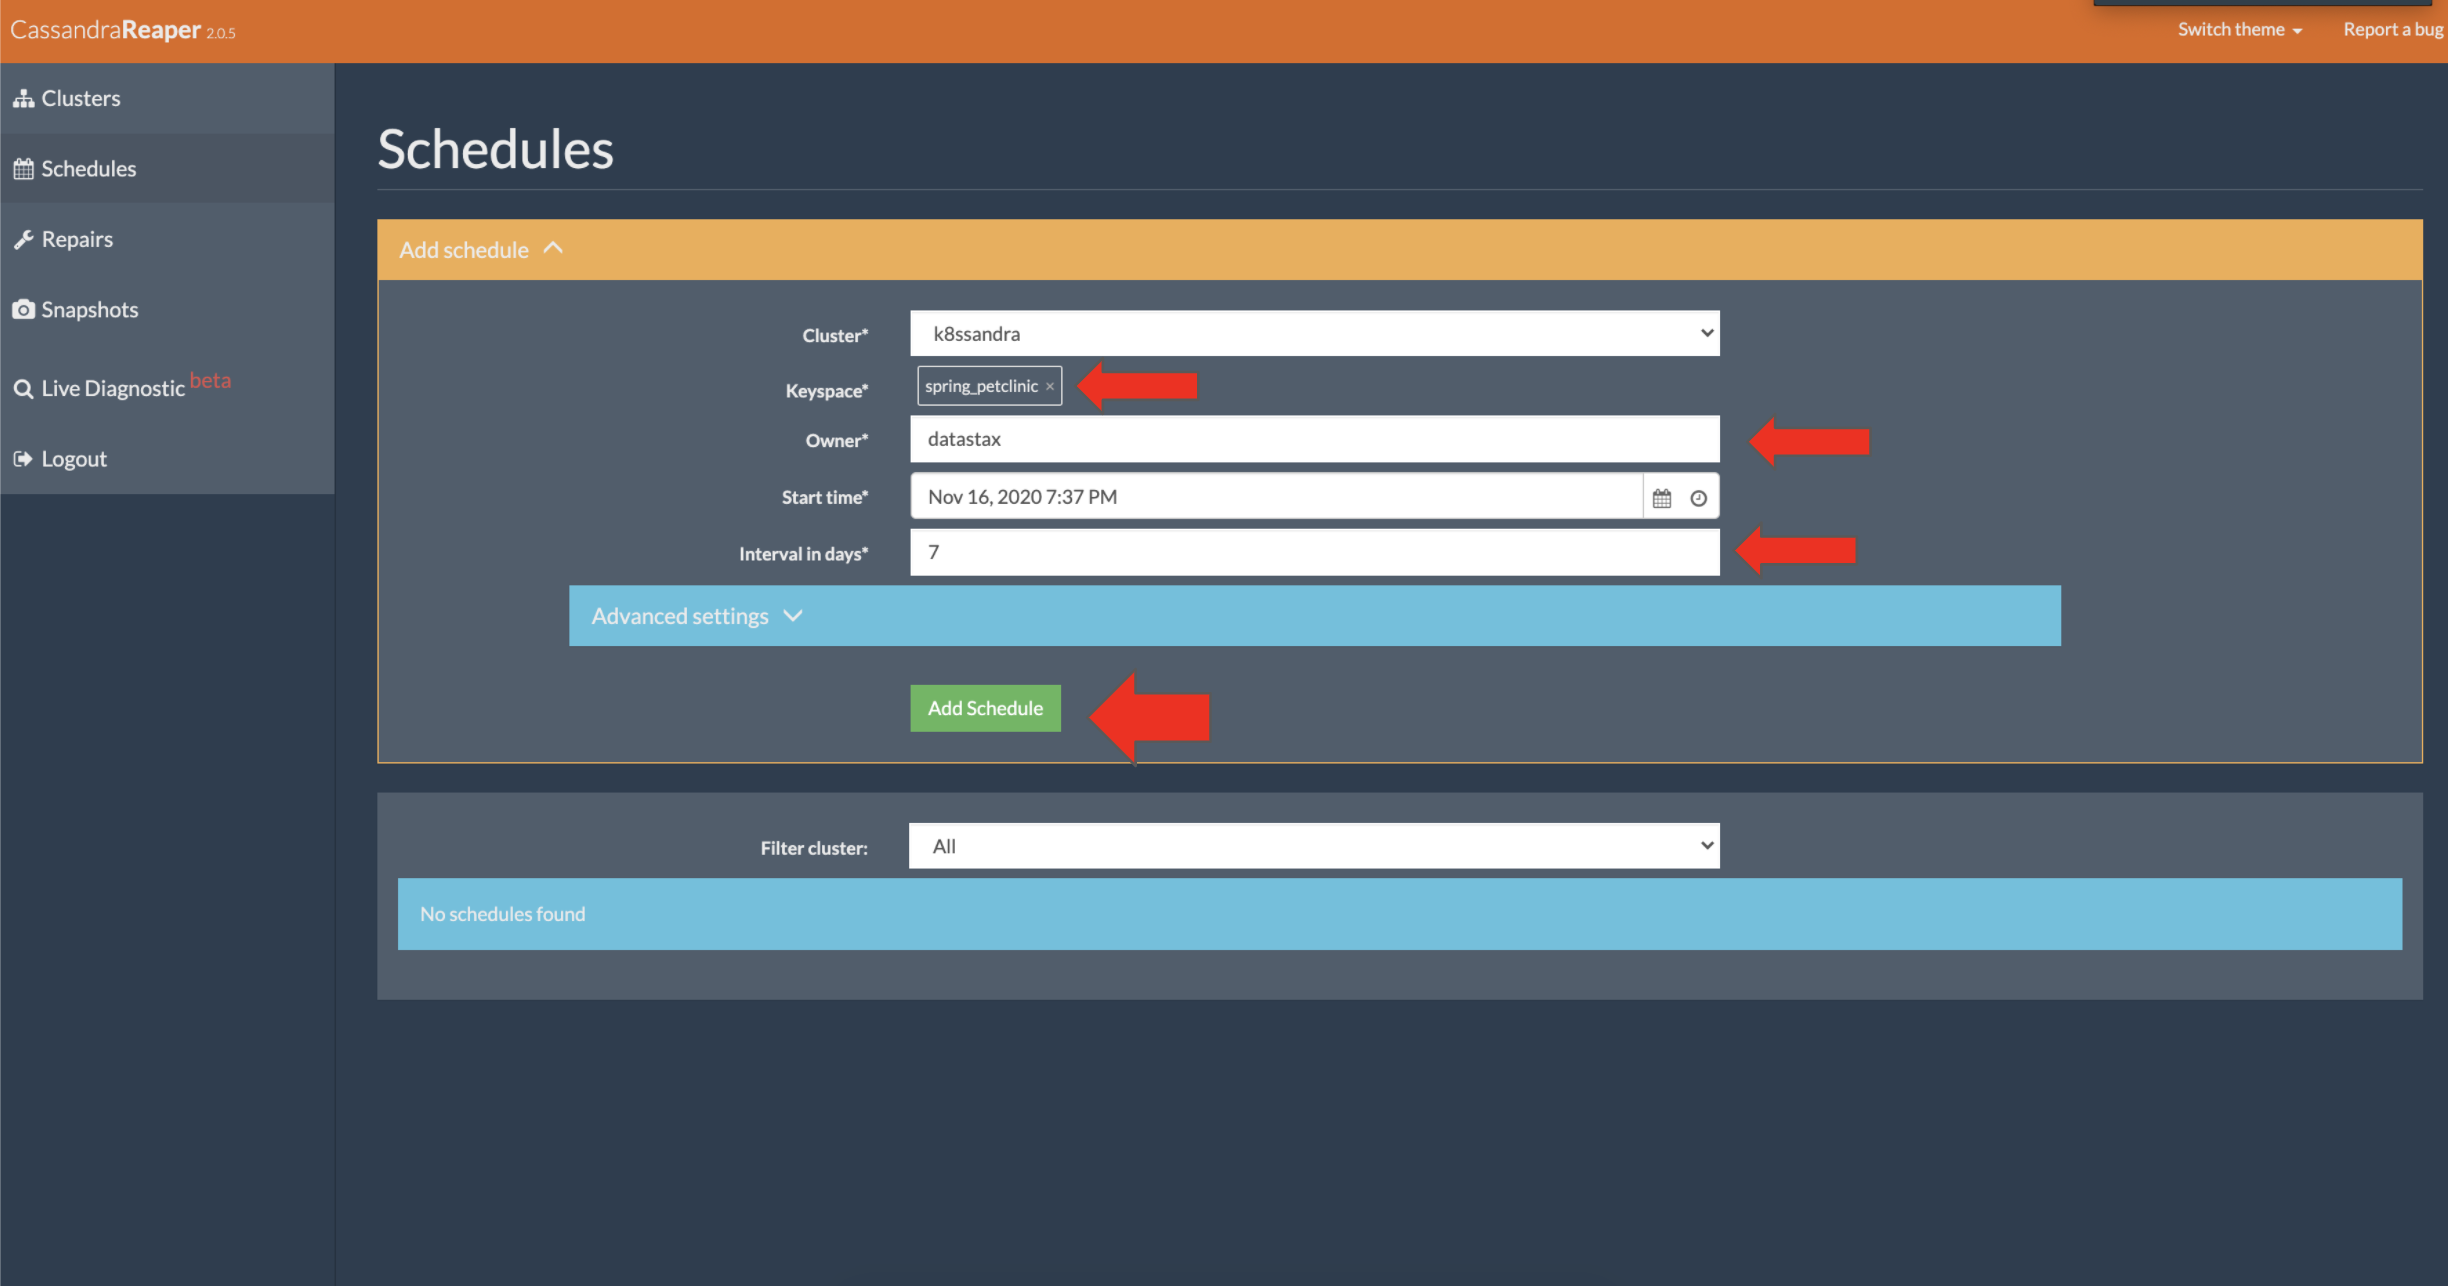 CassandraReaper 2.0.5
Switch theme
Report a bug
Clusters
Schedules
Repairs
Snapshots
Live Diagnostic beta
Logout
Schedules
Add schedule
Cluster*
k8ssandra
Keyspace*
spring_petclinic ×
Owner*
datastax
Start time*
Nov 16, 2020 7:37 PM
Interval in days*
7
Advanced settings
Add Schedule
Filter cluster:
All
No schedules found